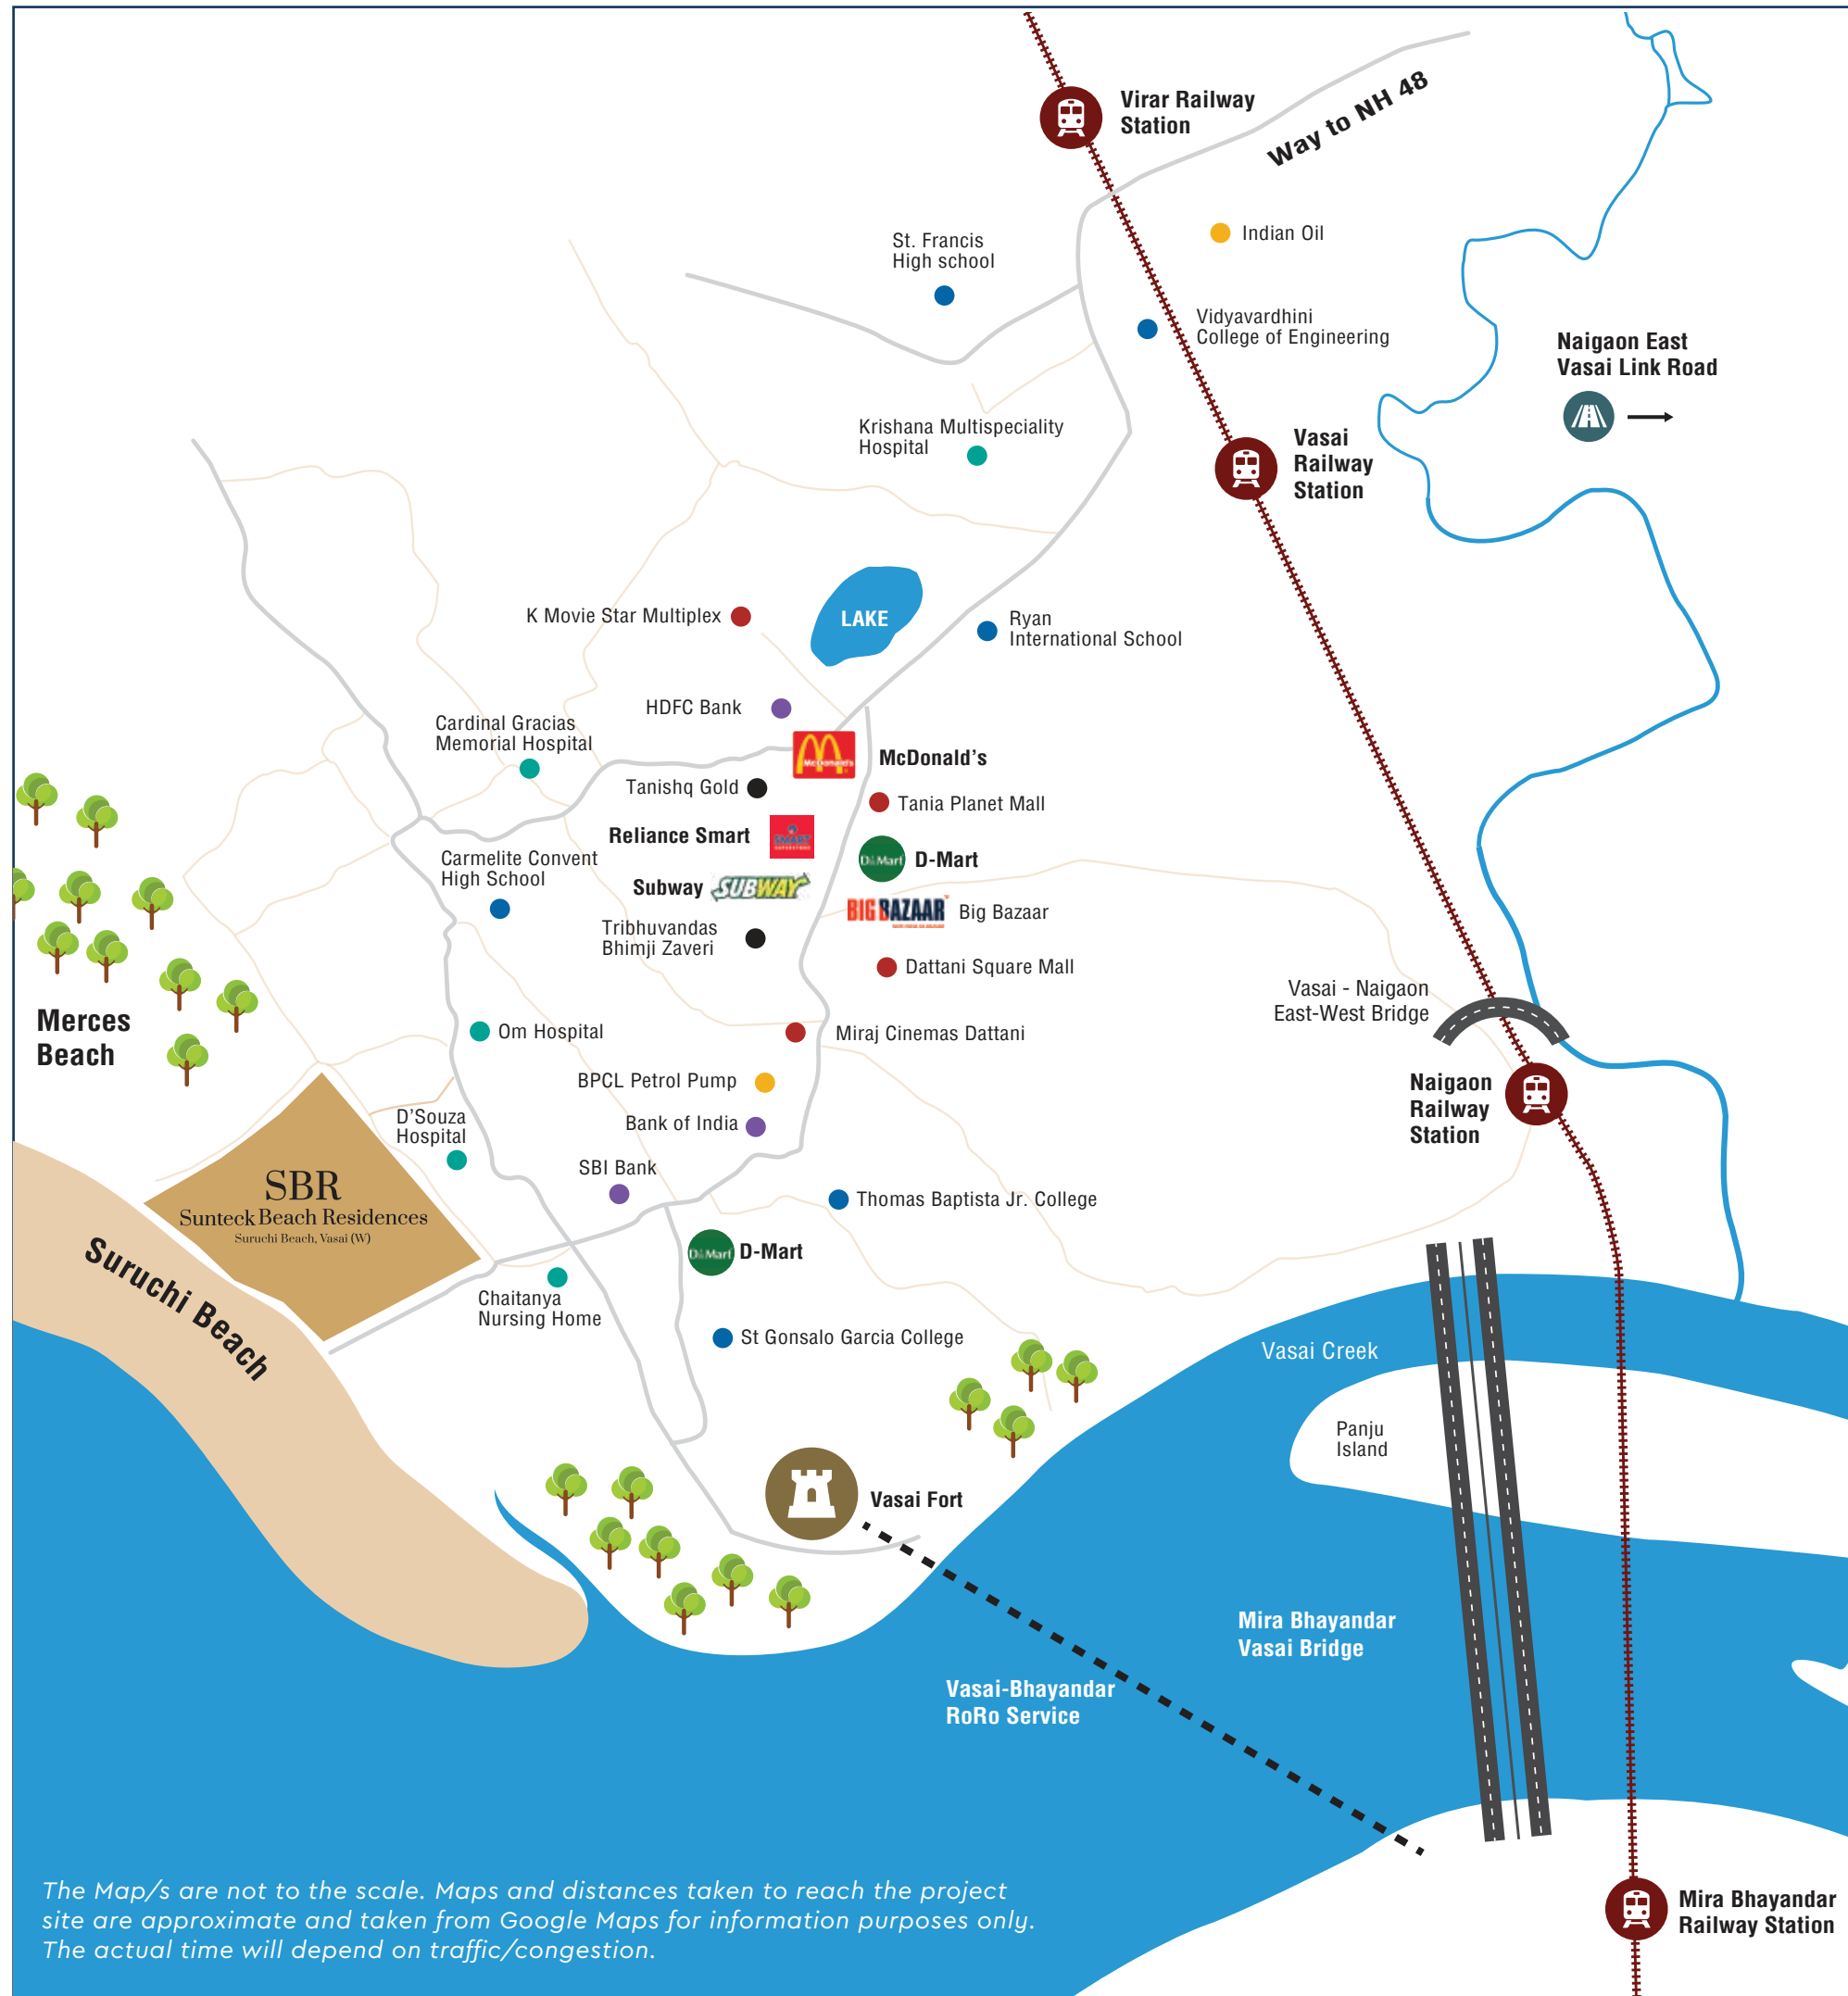 Virar Railway
Station
Way to NH 48
Indian Oil
St. Francis
High school
Vidyavardhini
College of Engineering
Naigaon East
Vasai Link Road
Krishana Multispeciality
Hospital
Vasai
Railway
Station
K Movie Star Multiplex
LAKE
Ryan
International School
HDFC Bank
Cardinal Gracias
Memorial Hospital
McDonald's
McDonald's
Tanishq Gold
Tania Planet Mall
Reliance Smart
SMART
D-Mart
D-Mart
Carmelite Convent
High School
Subway
SUBWAY
BIG BAZAAR
Big Bazaar
Tribhuvandas
Bhimji Zaveri
Dattani Square Mall
Vasai - Naigaon
East-West Bridge
Merces
Beach
Om Hospital
Miraj Cinemas Dattani
BPCL Petrol Pump
Naigaon
Railway
Station
D'Souza
Hospital
Bank of India
SBI Bank
SBR
Sunteck Beach Residences
Suruchi Beach, Vasai (W)
Thomas Baptista Jr. College
Suruchi Beach
D-Mart
D-Mart
Chaitanya
Nursing Home
St Gonsalo Garcia College
Vasai Creek
Panju
Island
Vasai Fort
Mira Bhayandar
Vasai Bridge
Vasai-Bhayandar
RoRo Service
Mira Bhayandar
Railway Station
The Map/s are not to the scale. Maps and distances taken to reach the project
site are approximate and taken from Google Maps for information purposes only.
The actual time will depend on traffic/congestion.